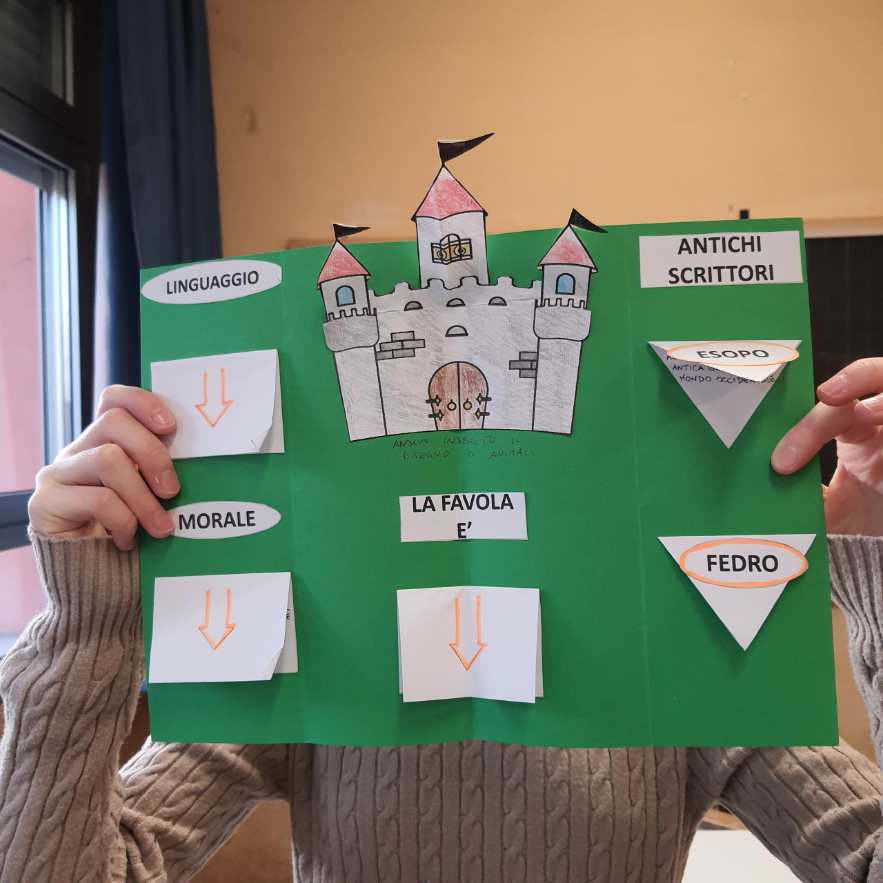 LINGUAGGIO
MORALE
ANDAVA INSERITO IL
DISEGNO DI ANIMALI
LA FAVOLA
E'
ANTICHI
SCRITTORI
ESOPO
ANTICA
MONDO OCCIDENTALE
FEDRO